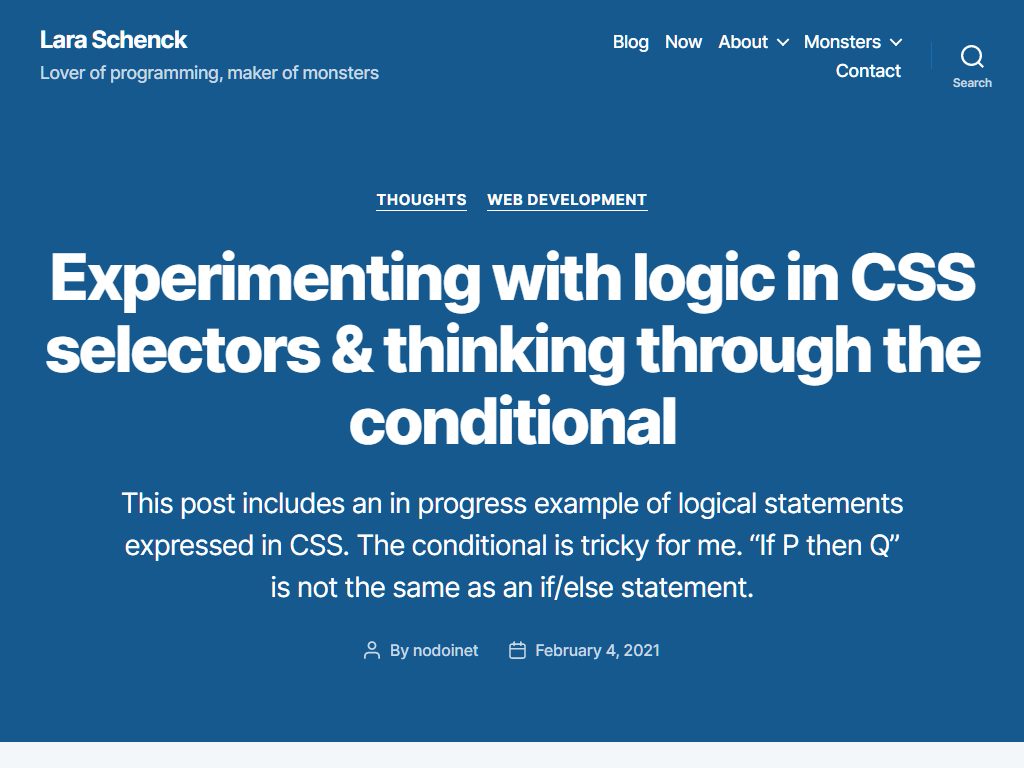 Lara Schenck
Lover of programming, maker of monsters
Blog Now About Monsters
Contact
Search
THOUGHTS WEB DEVELOPMENT
Experimenting with logic in CSS
selectors & thinking through the
conditional
This post includes an in progress example of logical statements
expressed in CSS. The conditional is tricky for me. “If P then Q”
is not the same as an if/else statement.
By nodoinet February 4, 2021